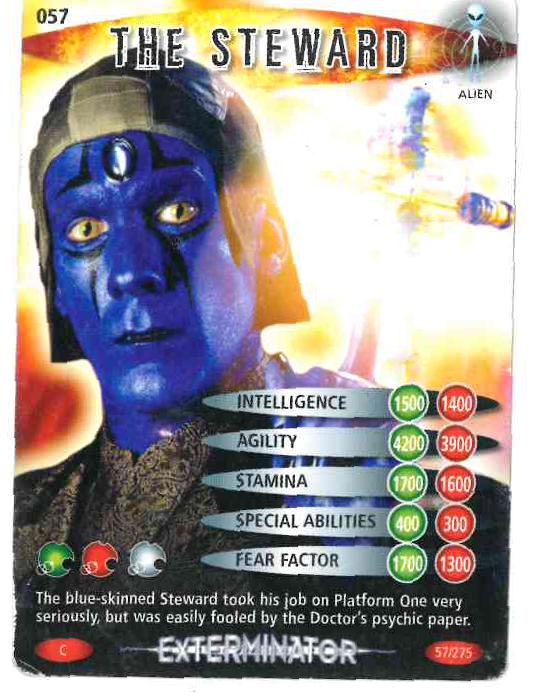 057
THE STEWARD
ALIEN
INTELLIGENCE 1500 1400
AGILITY 4200 3900
STAMINA 1700 1600
SPECIAL ABILITIES 400 300
FEAR FACTOR 1700 1300
The blue-skinned Steward took his job on Platform One very
seriously, but was easily fooled by the Doctor's psychic paper.
C EXTERMINATOR 57/275